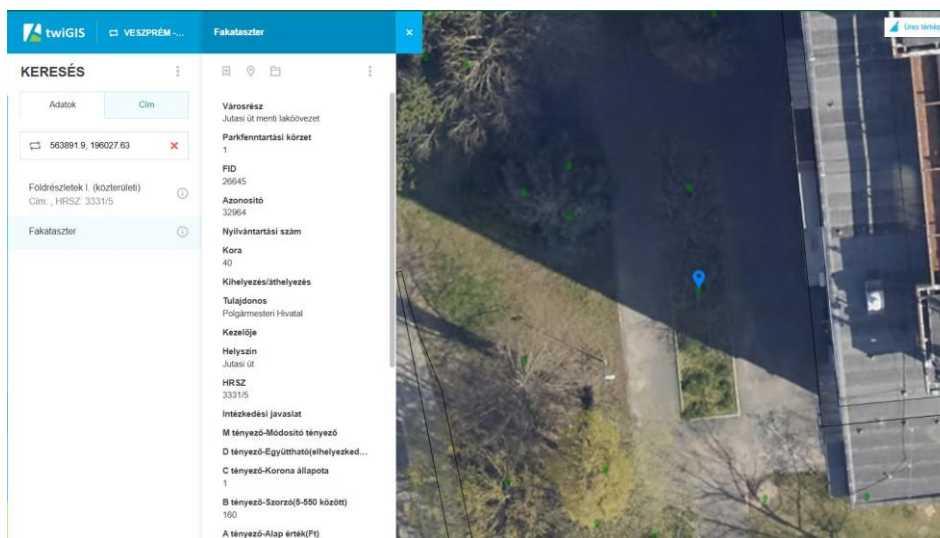 twiGIS
VESZPRÉM -...
Fakataszter
×
Üres térkép
KERESÉS
Adatok
Cím
563891.9, 196027.63
Földrészletek I. (közterületi)
Cím: , HRSZ: 3331/5
Fakataszter
Városrész
Jutasi út menti lakóövezet
Parkfenntartási körzet
1
FID
26645
Azonosító
32964
Nyilvántartási szám
Kora
40
Kihelyezés/áthelyezés
Tulajdonos
Polgármesteri Hivatal
Kezelője
Helyszín
Jutasi út
HRSZ
3331/5
Intézkedési javaslat
M tényező-Módosító tényező
D tényező-Együttható(elhelyezked...
C tényező-Korona állapota
1
B tényező-Szorzó(5-550 között)
160
A tényező-Alap érték(Ft)